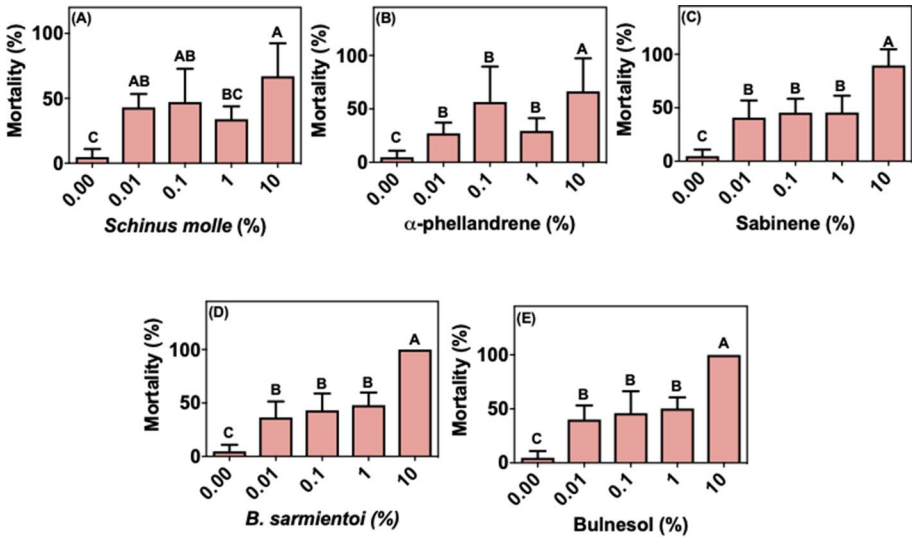 (A)
Mortality (%)
100
50
0
C
AB
AB
BC
A
0.00
0.01
0.1
1
10
Schinus molle (%)
(B)
Mortality (%)
100
50
0
C
B
B
B
A
0.00
0.01
0.1
1
10
α-phellandrene (%)
(C)
Mortality (%)
100
50
0
C
B
B
B
A
0.00
0.01
0.1
1
10
Sabinene (%)
(D)
Mortality (%)
100
50
0
C
B
B
B
A
0.00
0.01
0.1
1
10
B. sarmientoi (%)
(E)
Mortality (%)
100
50
0
C
B
B
B
A
0.00
0.01
0.1
1
10
Bulnesol (%)